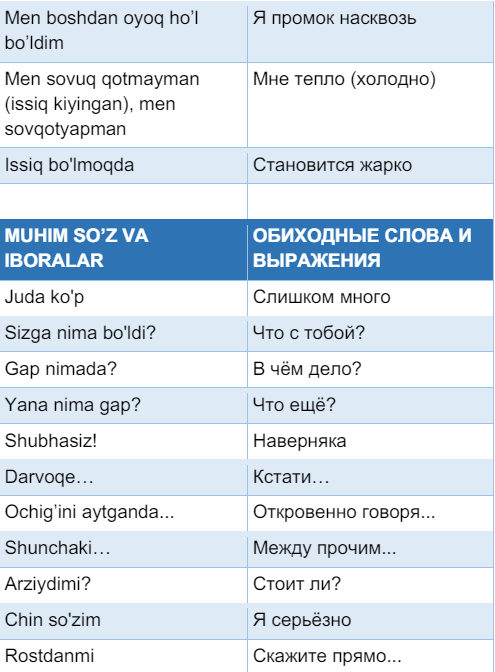 Men boshdan oyoq ho’l Я промок насквозь
bo’ldim
Men sovuq qotmayman Мне тепло (холодно)
(issiq kiyingan), men
sovqotyapman
Issiq bo'lmoqda Становится жарко
MUHIM SO’Z VA ОБИХОДНЫЕ СЛОВА И
IBORALAR ВЫРАЖЕНИЯ
Juda ko'p Слишком много
Sizga nima bo'ldi? Что с тобой?
Gap nimada? В чём дело?
Yana nima gap? Что ещё?
Shubhasiz! Наверняка
Darvoqe… Кстати…
Ochig’ini aytganda... Откровенно говоря...
Shunchaki… Между прочим...
Arziydimi? Стоит ли?
Chin so'zim Я серьёзно
Rostdanmi Скажите прямо...